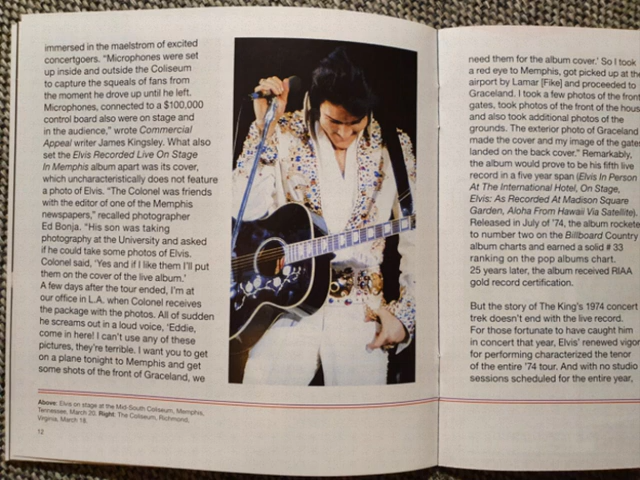 immersed in the maelstrom of excited
concertgoers. "Microphones were set
up inside and outside the Coliseum
to capture the squeals of fans from
the moment he drove up until he left.
Microphones, connected to a $100,000
control board also were on stage and
in the audience," wrote Commercial
Appeal writer James Kingsley. What also
set the Elvis Recorded Live On Stage
In Memphis album apart was its cover,
which uncharacteristically does not feature
a photo of Elvis. "The Colonel was friends
with the editor of one of the Memphis
newspapers," recalled photographer
Ed Bonja. "His son was taking
photography at the University and asked
if he could take some photos of Elvis.
Colonel said, 'Yes and if I like them I'll put
them on the cover of the live album.'
A few days after the tour ended, I'm at
our office in L.A. when Colonel receives
the package with the photos. All of sudden
he screams out in a loud voice, 'Eddie,
come in here! I can't use any of these
pictures, they're terrible. I want you to get
on a plane tonight to Memphis and get
some shots of the front of Graceland, we
Above: Elvis on stage at the Mid-South Coliseum, Memphis,
Tennessee, March 20. Right: The Coliseum, Richmond,
Virginia, March 18.
12
need them for the album cover.' So I took
a red eye to Memphis, got picked up at the
airport by Lamar [Fike] and proceeded to
Graceland. I took a few photos of the front
gates, took photos of the front of the house
and also took additional photos of the
grounds. The exterior photo of Graceland
made the cover and my image of the gates
landed on the back cover." Remarkably,
the album would prove to be his fifth live
record in a five year span (Elvis In Person
At The International Hotel, On Stage,
Elvis: As Recorded At Madison Square
Garden, Aloha From Hawaii Via Satellite).
Released in July of '74, the album rockete
to number two on the Billboard Country
album charts and earned a solid # 33
ranking on the pop albums chart.
25 years later, the album received RIAA
gold record certification.
But the story of The King's 1974 concert
trek doesn't end with the live record.
For those fortunate to have caught him
in concert that year, Elvis' renewed vigor
for performing characterized the tenor
of the entire '74 tour. And with no studio
sessions scheduled for the entire year,